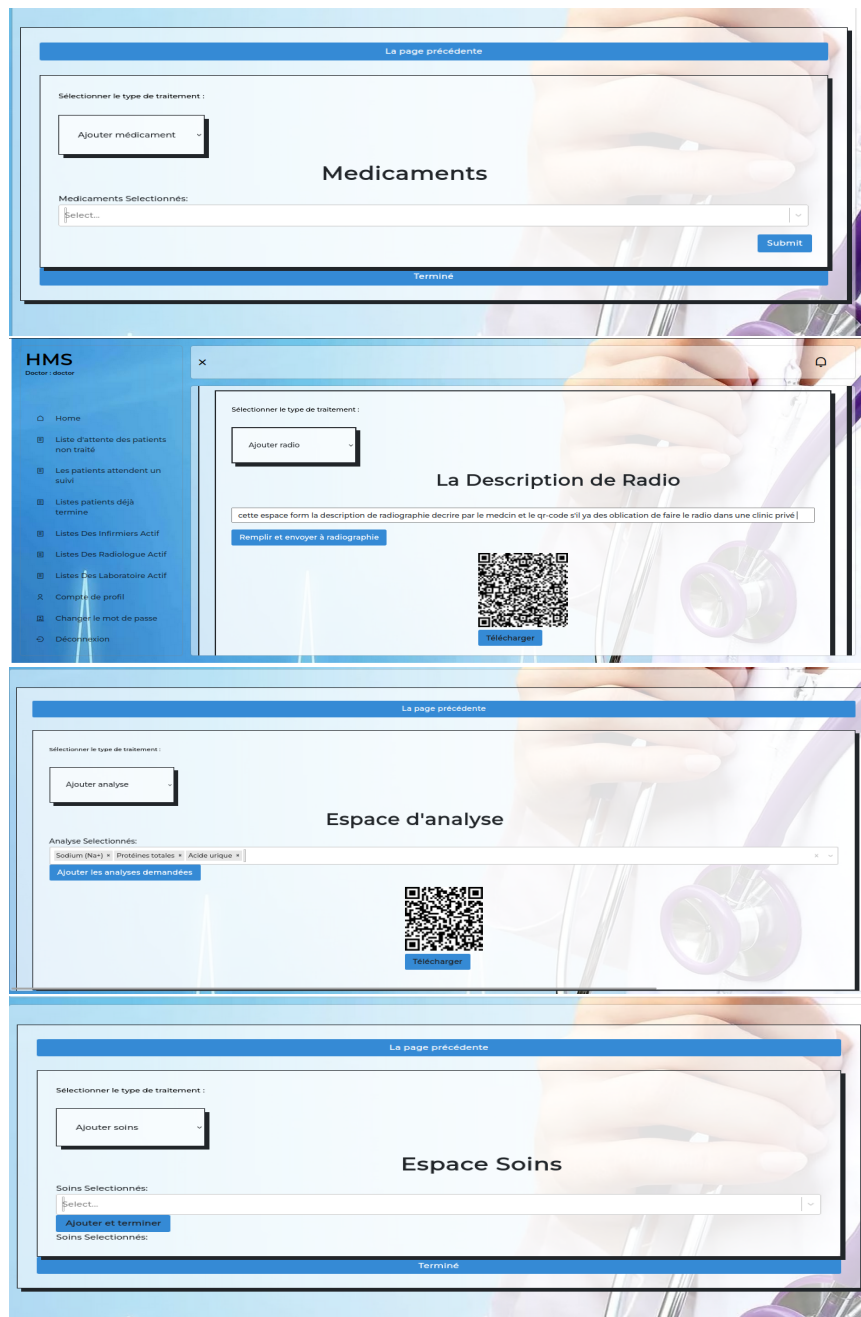 La page précédente
Sélectionner le type de traitement :
Ajouter médicament
Medicaments
Medicaments Selectionnés:
Select...
Submit
Terminé
HMS
Doctor : doctor
Home
Liste d'attente des patients
non traité
Les patients attendent un
suivi
Listes patients déjà
termine
Listes Des Infirmiers Actif
Listes Des Radiologue Actif
Listes Des Laboratoire Actif
Compte de profil
Changer le mot de passe
Déconnexion
Sélectionner le type de traitement :
Ajouter radio
La Description de Radio
cette espace form la description de radiographie decrire par le medcin et le qr-code s'il ya des oblication de faire le radio dans une clinic privé
Remplir et envoyer à radiographie
Télécharger
La page précédente
Sélectionner le type de traitement :
Ajouter analyse
Espace d'analyse
Analyse Selectionnés:
Sodium (Na+) × Protéines totales × Acide urique ×
Ajouter les analyses demandées
Télécharger
La page précédente
Sélectionner le type de traitement :
Ajouter soins
Espace Soins
Soins Selectionnés:
Select...
Ajouter et terminer
Soins Selectionnés:
Terminé